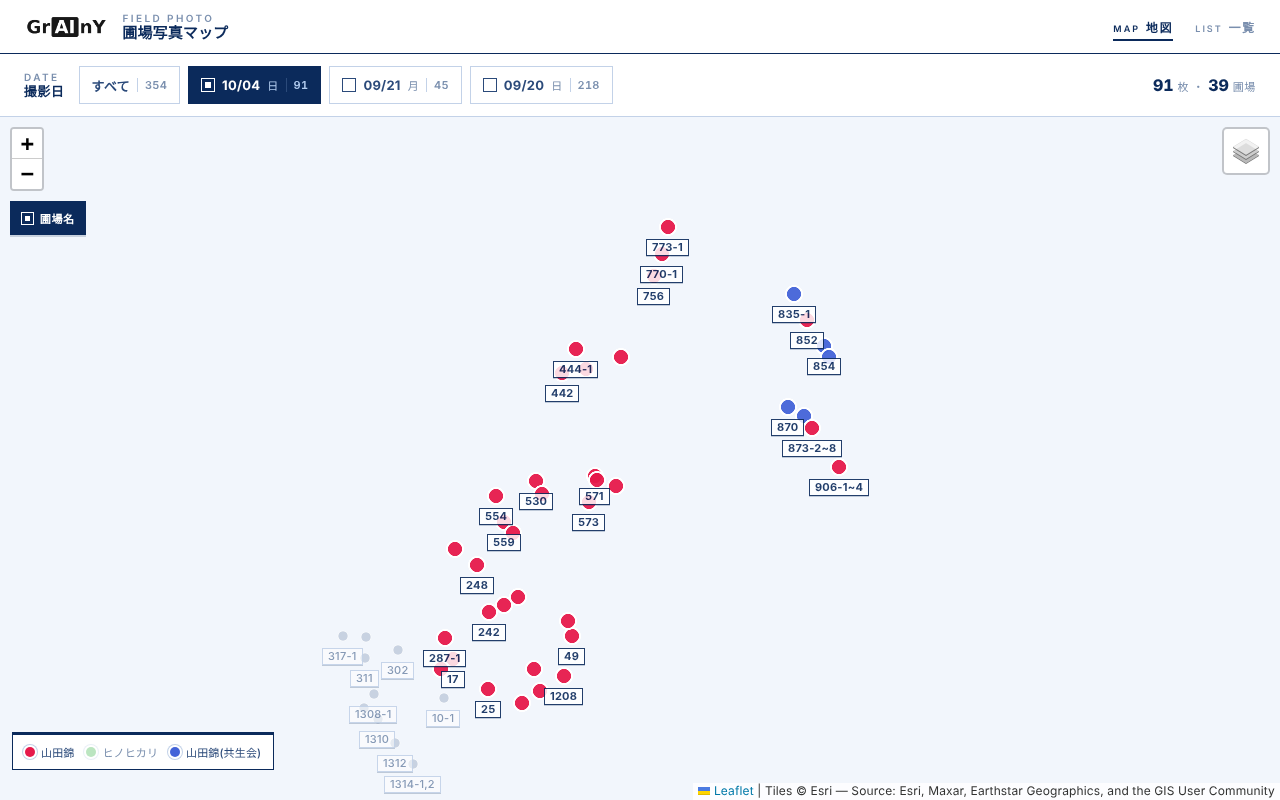 GrAInY
FIELD PHOTO
圃場写真マップ
MAP 地図
LIST 一覧
DATE
撮影日
すべて 354
10/04 日 91
09/21 月 45
09/20 日 218
91 枚 · 39 圃場
+
−
圃場名
773-1
770-1
756
835-1
852
854
444-1
442
870
873-2~8
906-1~4
571
530
554
573
559
248
242
49
317-1
287-1
302
311
17
1208
25
1308-1
10-1
1310
1312
1314-1,2
山田錦
ヒノヒカリ
山田錦(共生会)
Leaflet | Tiles © Esri — Source: Esri, Maxar, Earthstar Geographics, and the GIS User Community